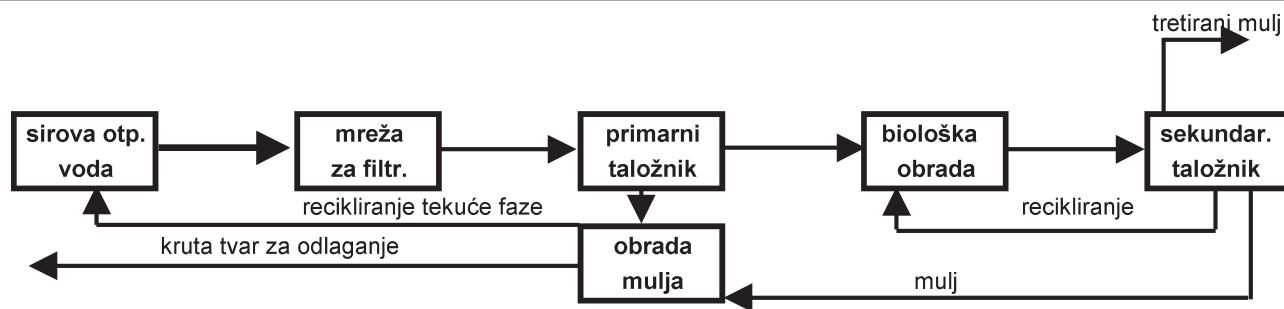 tretirani mulj
sirova otp.
voda
mreža
za filtr.
primarni
taložnik
biološka
obrada
sekundar.
taložnik
recikliranje tekuće faze
recikliranje
kruta tvar za odlaganje
obrada
mulja
mulj